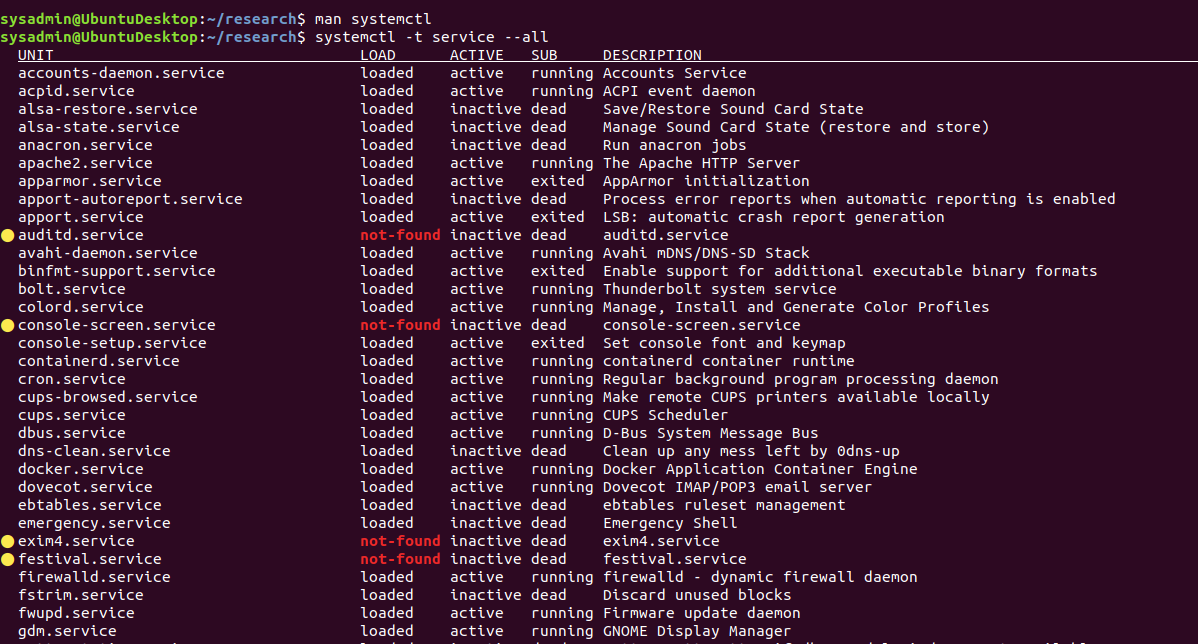 sysadmin@UbuntuDesktop:~/research$ man systemctl
sysadmin@UbuntuDesktop:~/research$ systemctl -t service --all
UNIT LOAD ACTIVE SUB DESCRIPTION
accounts-daemon.service loaded active running Accounts Service
acpid.service loaded active running ACPI event daemon
alsa-restore.service loaded inactive dead Save/Restore Sound Card State
alsa-state.service loaded inactive dead Manage Sound Card State (restore and store)
anacron.service loaded inactive dead Run anacron jobs
apache2.service loaded active running The Apache HTTP Server
apparmor.service loaded active exited AppArmor initialization
apport-autoreport.service loaded inactive dead Process error reports when automatic reporting is enabled
apport.service loaded active exited LSB: automatic crash report generation
auditd.service not-found inactive dead auditd.service
avahi-daemon.service loaded active running Avahi mDNS/DNS-SD Stack
binfmt-support.service loaded active exited Enable support for additional executable binary formats
bolt.service loaded active running Thunderbolt system service
colord.service loaded active running Manage, Install and Generate Color Profiles
console-screen.service not-found inactive dead console-screen.service
console-setup.service loaded active exited Set console font and keymap
containerd.service loaded active running containerd container runtime
cron.service loaded active running Regular background program processing daemon
cups-browsed.service loaded active running Make remote CUPS printers available locally
cups.service loaded active running CUPS Scheduler
dbus.service loaded active running D-Bus System Message Bus
dns-clean.service loaded inactive dead Clean up any mess left by 0dns-up
docker.service loaded active running Docker Application Container Engine
dovecot.service loaded active running Dovecot IMAP/POP3 email server
ebtables.service loaded inactive dead ebtables ruleset management
emergency.service loaded inactive dead Emergency Shell
exim4.service not-found inactive dead exim4.service
festival.service not-found inactive dead festival.service
firewalld.service loaded active running firewalld - dynamic firewall daemon
fstrim.service loaded inactive dead Discard unused blocks
fwupd.service loaded active running Firmware update daemon
gdm.service loaded active running GNOME Display Manager